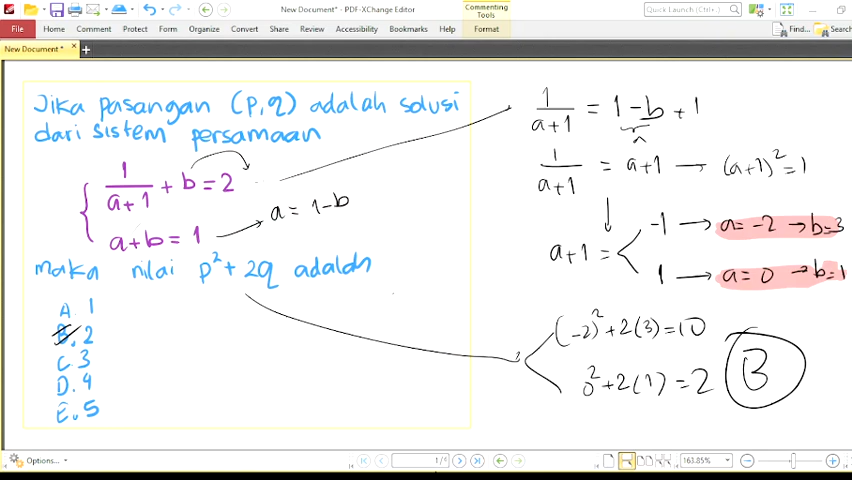 New Document* - PDF-XChange Editor
Commenting Tools
Quick Launch (Ctrl+.)
File Home Comment Protect Form Organize Convert Share Review Accessibility Bookmarks Help Format Find... Search
New Document *
Jika pasangan (p,q) adalah solusi
dari sistem persamaan
1/(a+1) + b = 2
a+b = 1
a = 1-b
maka nilai p²+2q adalah
A 1
B. 2
C. 3
D. 4
E. 5
1/(a+1) = 1-b+1
1/(a+1) = a+1 → (a+1)² = 1
a+1 =
-1 → a=-2 → b=3
1 → a=0 → b=1
(-2)²+2(3)=10
0²+2(1)=2
B
Options...
163.85%